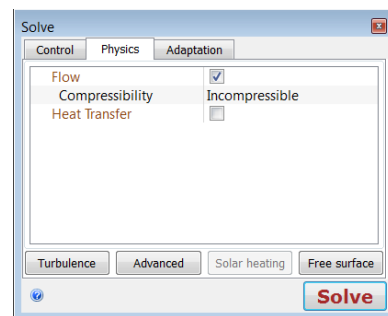 Solve
Control Physics Adaptation
Flow
Compressibility Incompressible
Heat Transfer
Turbulence Advanced Solar heating Free surface
Solve